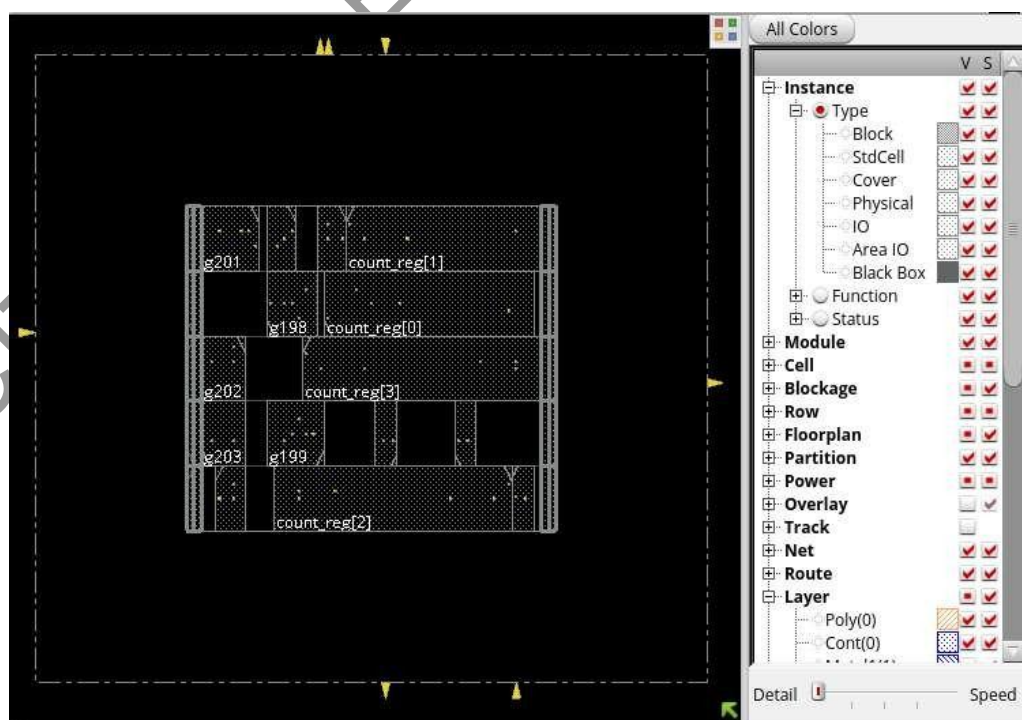 All Colors
V S
Instance
Type
Block
StdCell
Cover
Physical
IO
Area IO
Black Box
Function
Status
Module
Cell
Blockage
Row
Floorplan
Partition
Power
Overlay
Track
Net
Route
Layer
Poly(0)
Cont(0)
Detail
Speed
g201
count_reg[1]
g198
count_reg[0]
g202
count_reg[3]
g203
g199
count_reg[2]